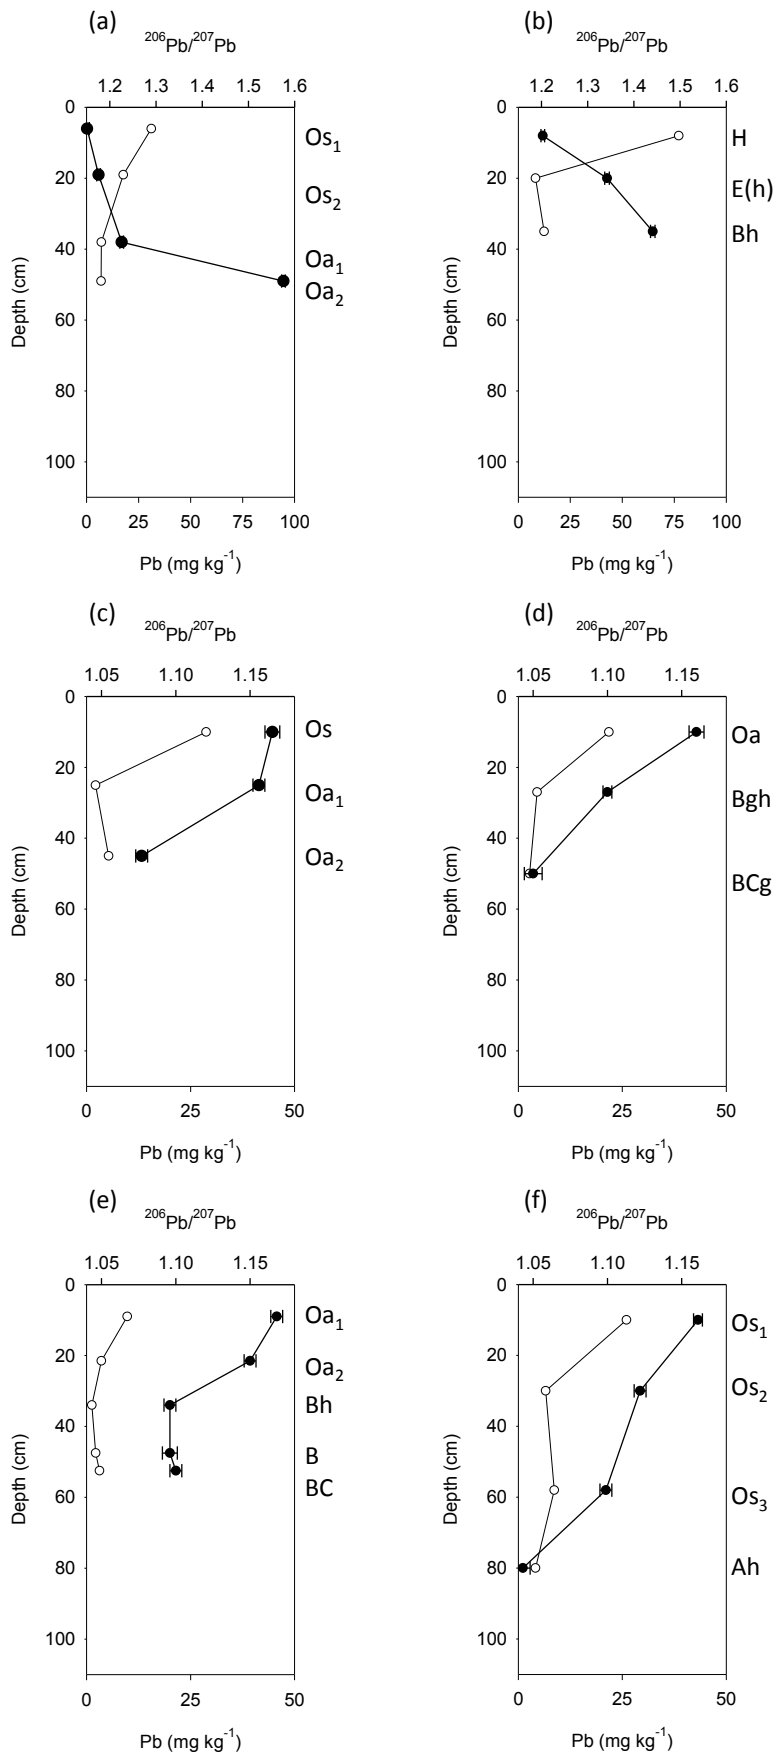 (a)
²⁰⁶Pb/²⁰⁷Pb
1.2 1.3 1.4 1.5 1.6
0
20
40
60
80
100
Depth (cm)
Os₁
Os₂
Oa₁
Oa₂
0 25 50 75 100
Pb (mg kg⁻¹)
(b)
²⁰⁶Pb/²⁰⁷Pb
1.2 1.3 1.4 1.5 1.6
0
20
40
60
80
100
Depth (cm)
H
E(h)
Bh
0 25 50 75 100
Pb (mg kg⁻¹)
(c)
²⁰⁶Pb/²⁰⁷Pb
1.05 1.10 1.15
0
20
40
60
80
100
Depth (cm)
Os
Oa₁
Oa₂
0 25 50
Pb (mg kg⁻¹)
(d)
²⁰⁶Pb/²⁰⁷Pb
1.05 1.10 1.15
0
20
40
60
80
100
Depth (cm)
Oa
Bgh
BCg
0 25 50
Pb (mg kg⁻¹)
(e)
²⁰⁶Pb/²⁰⁷Pb
1.05 1.10 1.15
0
20
40
60
80
100
Depth (cm)
Oa₁
Oa₂
Bh
B
BC
0 25 50
Pb (mg kg⁻¹)
(f)
²⁰⁶Pb/²⁰⁷Pb
1.05 1.10 1.15
0
20
40
60
80
100
Depth (cm)
Os₁
Os₂
Os₃
Ah
0 25 50
Pb (mg kg⁻¹)